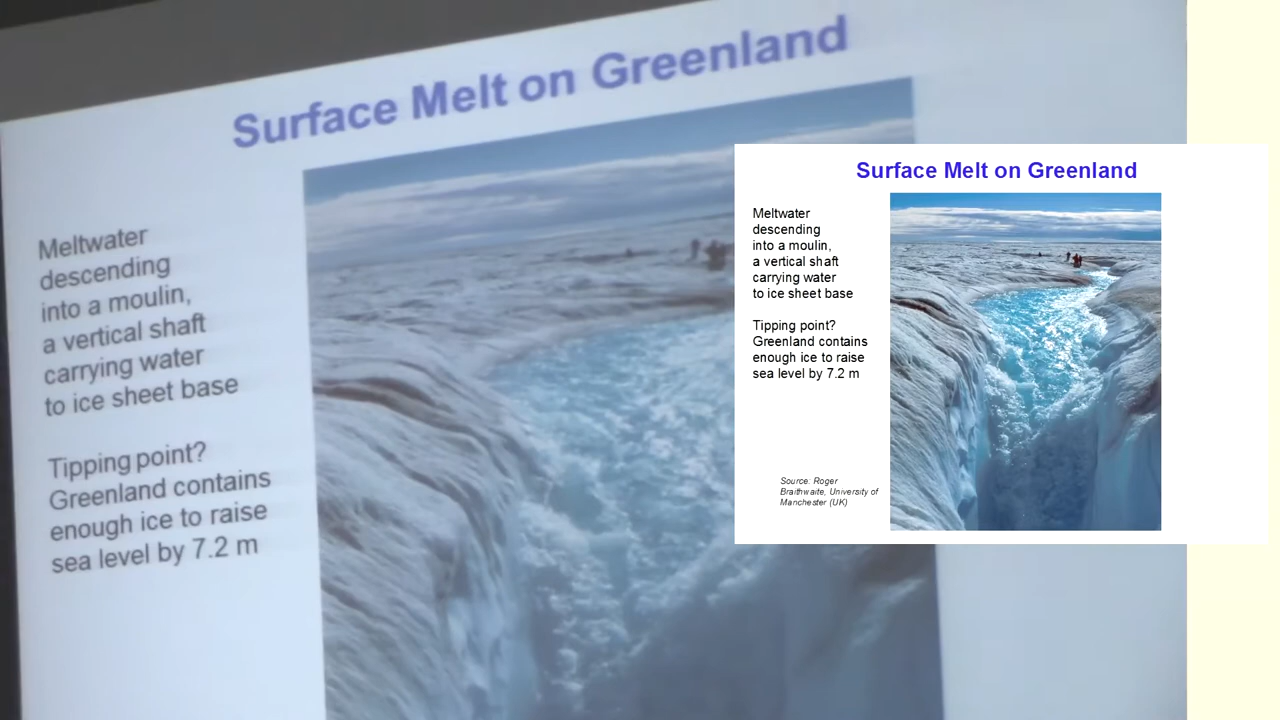 Surface Melt on Greenland
Meltwater
descending
into a moulin,
a vertical shaft
carrying water
to ice sheet base
Tipping point?
Greenland contains
enough ice to raise
sea level by 7.2 m
Surface Melt on Greenland
Meltwater
descending
into a moulin,
a vertical shaft
carrying water
to ice sheet base
Tipping point?
Greenland contains
enough ice to raise
sea level by 7.2 m
Source: Roger
Braithwaite, University of
Manchester (UK)